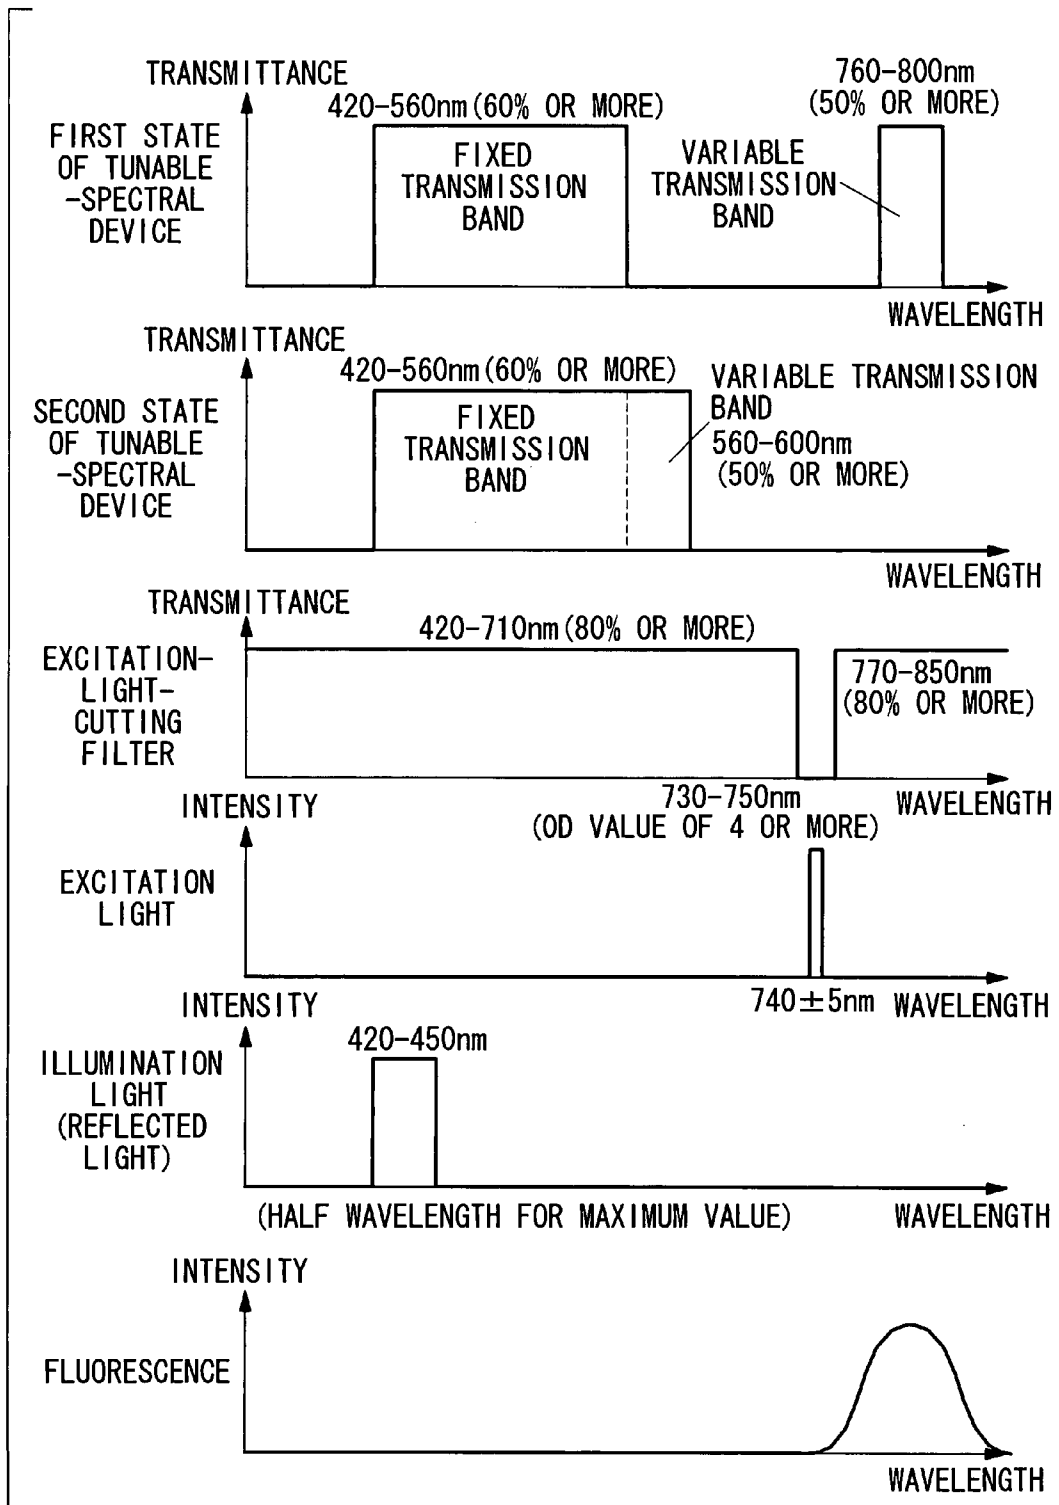 TRANSMITTANCE
760-800nm
(50% OR MORE)
420-560nm(60% OR MORE)
FIRST STATE
OF TUNABLE
-SPECTRAL
DEVICE
FIXED
TRANSMISSION
BAND
VARIABLE
TRANSMISSION
BAND
WAVELENGTH
TRANSMITTANCE
420-560nm(60% OR MORE)
VARIABLE TRANSMISSION
BAND
560-600nm
(50% OR MORE)
SECOND STATE
OF TUNABLE
-SPECTRAL
DEVICE
FIXED
TRANSMISSION
BAND
WAVELENGTH
TRANSMITTANCE
420-710nm(80% OR MORE)
EXCITATION-
LIGHT-
CUTTING
FILTER
770-850nm
(80% OR MORE)
730-750nm
(OD VALUE OF 4 OR MORE)
WAVELENGTH
INTENSITY
EXCITATION
LIGHT
740±5nm
WAVELENGTH
INTENSITY
420-450nm
ILLUMINATION
LIGHT
(REFLECTED
LIGHT)
(HALF WAVELENGTH FOR MAXIMUM VALUE)
WAVELENGTH
INTENSITY
FLUORESCENCE
WAVELENGTH